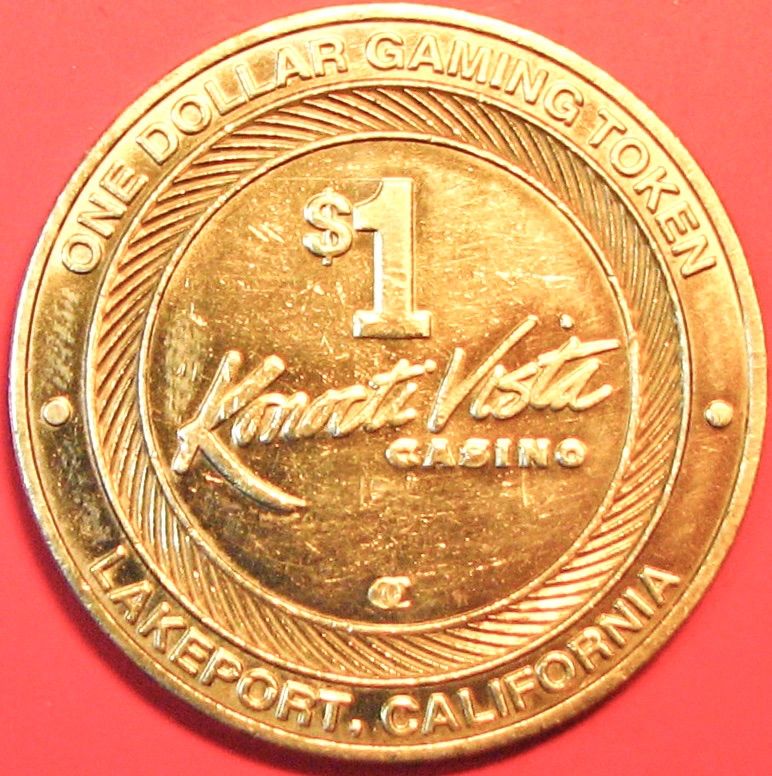 ONE DOLLAR GAMING TOKEN
$1
Konocti Vista
CASINO
LAKEPORT, CALIFORNIA